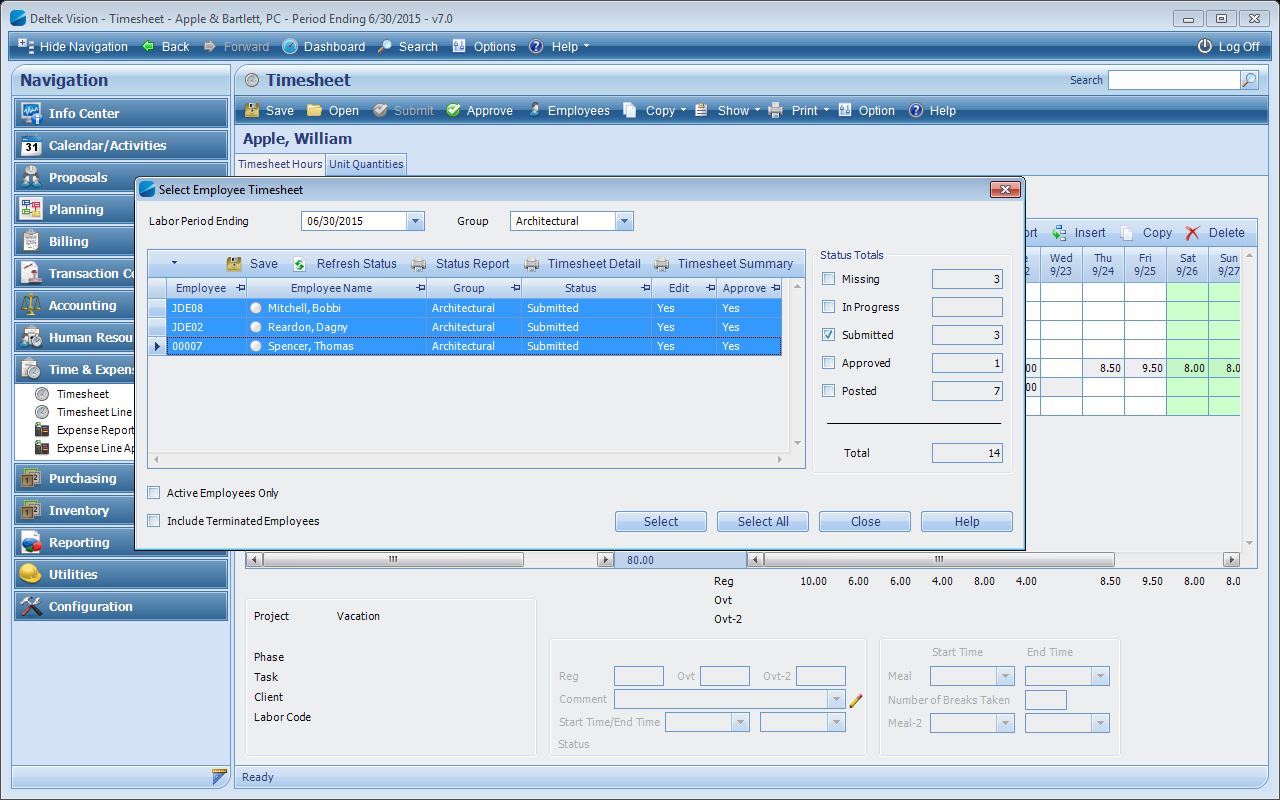 Deltek Vision - Timesheet - Apple & Bartlett, PC - Period Ending 6/30/2015 - v7.0
Hide Navigation Back Forward Dashboard Search Options Help Log Off
Navigation
Info Center
31 Calendar/Activities
Proposals
Planning
Billing
Transaction Ce
Accounting
Human Resou
Time & Expens
Timesheet
Timesheet Line
Expense Report
Expense Line Ap
Purchasing
Inventory
Reporting
Utilities
Configuration
Timesheet Search
Save Open Submit Approve Employees Copy Show Print Option Help
Apple, William
Timesheet Hours Unit Quantities
Select Employee Timesheet
Labor Period Ending 06/30/2015 Group Architectural
Save Refresh Status Status Report Timesheet Detail Timesheet Summary
Employee Employee Name Group Status Edit Approve
JDE08 Mitchell, Bobbi Architectural Submitted Yes Yes
JDE02 Reardon, Dagny Architectural Submitted Yes Yes
00007 Spencer, Thomas Architectural Submitted Yes Yes
Status Totals
Missing 3
In Progress
Submitted 3
Approved 1
Posted 7
Total 14
Active Employees Only
Include Terminated Employees
Select Select All Close Help
Insert Copy Delete
Wed Thu Fri Sat Sun
9/23 9/24 9/25 9/26 9/27
8.50 9.50 8.00 8.0
80.00
Reg 10.00 6.00 6.00 4.00 8.00 4.00 8.50 9.50 8.00 8.0
Ovt
Ovt-2
Project Vacation
Phase
Task
Client
Labor Code
Reg Ovt Ovt-2
Comment
Start Time/End Time
Status
Start Time End Time
Meal
Number of Breaks Taken
Meal-2
Ready